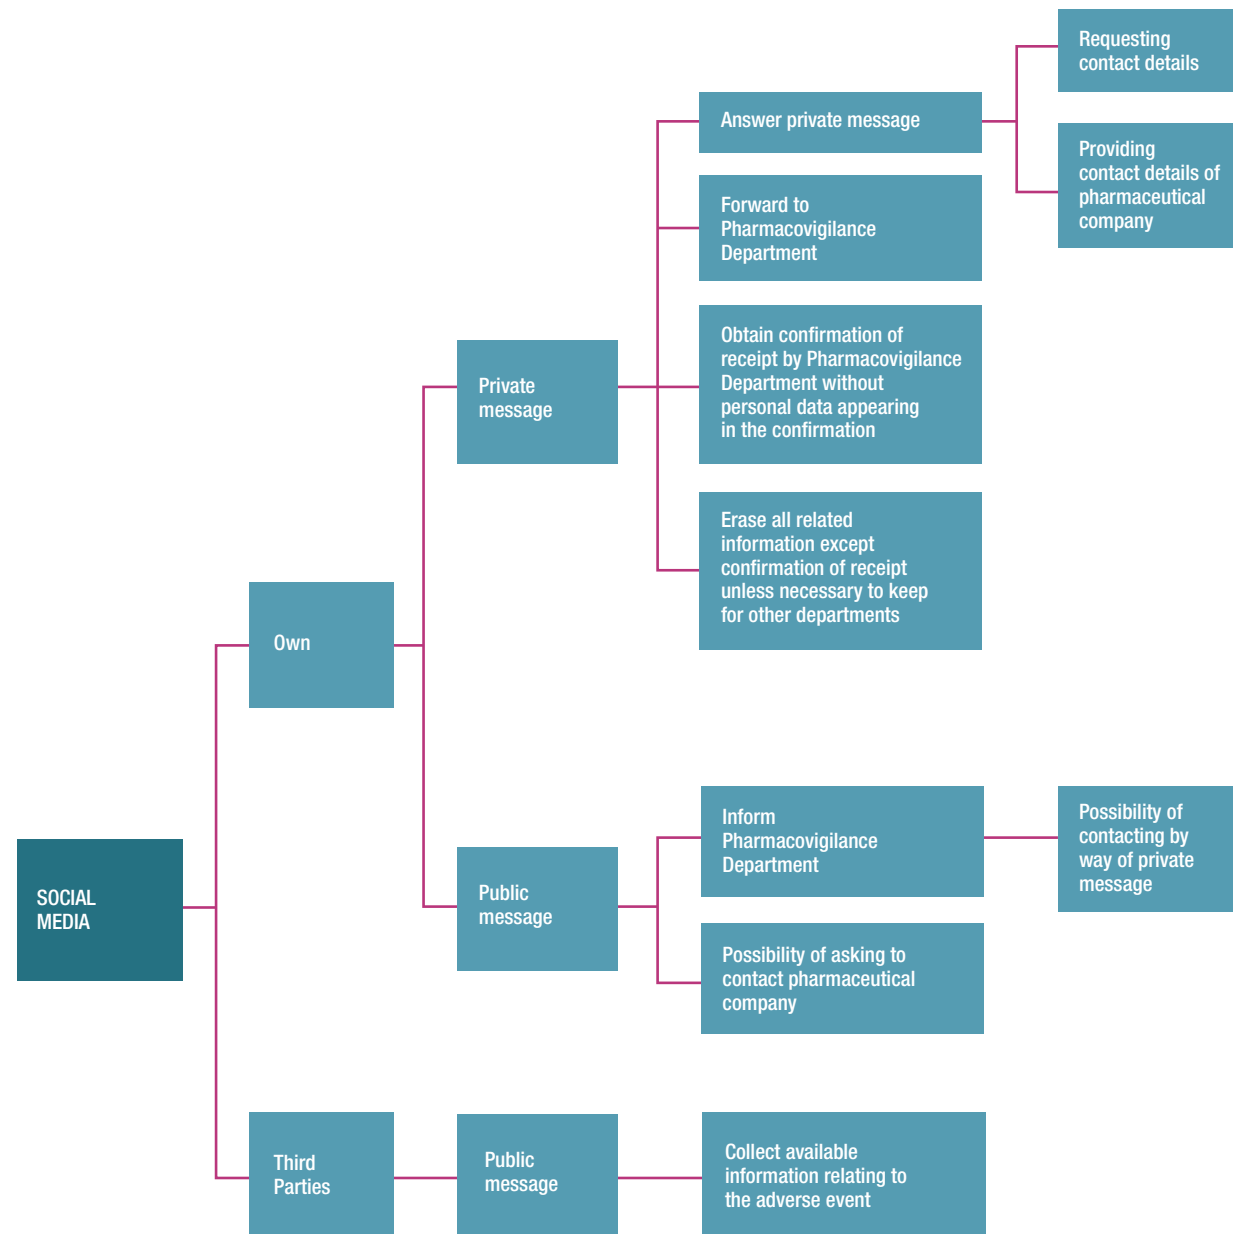 Requesting
contact details
Answer private message
Providing
contact details of
pharmaceutical
company
Forward to
Pharmacovigilance
Department
Obtain confirmation of
receipt by Pharmacovigilance
Department without
personal data appearing
in the confirmation
Private
message
Erase all related
information except
confirmation of receipt
unless necessary to keep
for other departments
Own
Inform
Pharmacovigilance
Department
Possibility of
contacting by
way of private
message
Public
message
SOCIAL
MEDIA
Possibility of asking to
contact pharmaceutical
company
Third
Parties
Public
message
Collect available
information relating to
the adverse event